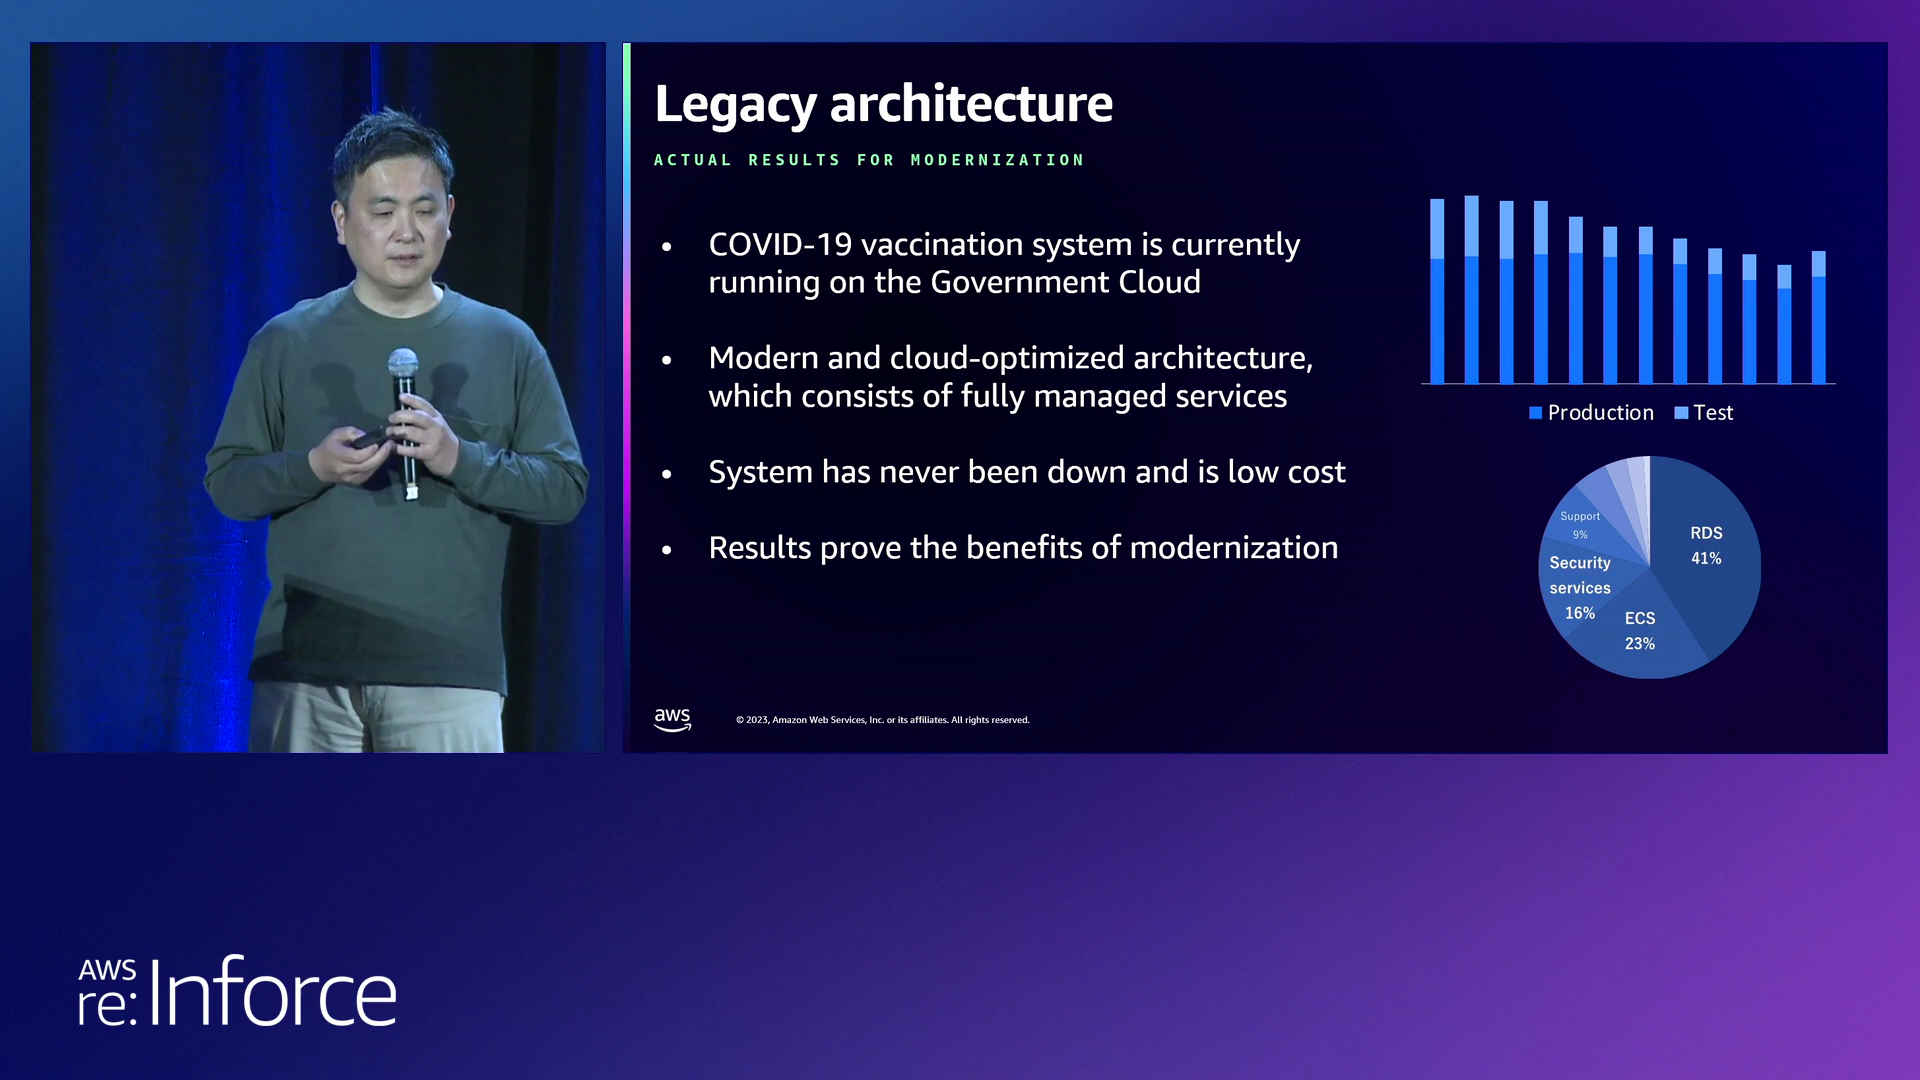 Legacy architecture
ACTUAL RESULTS FOR MODERNIZATION
• COVID-19 vaccination system is currently
running on the Government Cloud
• Modern and cloud-optimized architecture,
which consists of fully managed services
• System has never been down and is low cost
• Results prove the benefits of modernization
Production Test
Support
9%
RDS
41%
Security
services
16%
ECS
23%
aws
© 2023, Amazon Web Services, Inc. or its affiliates. All rights reserved.
AWS
re:Inforce